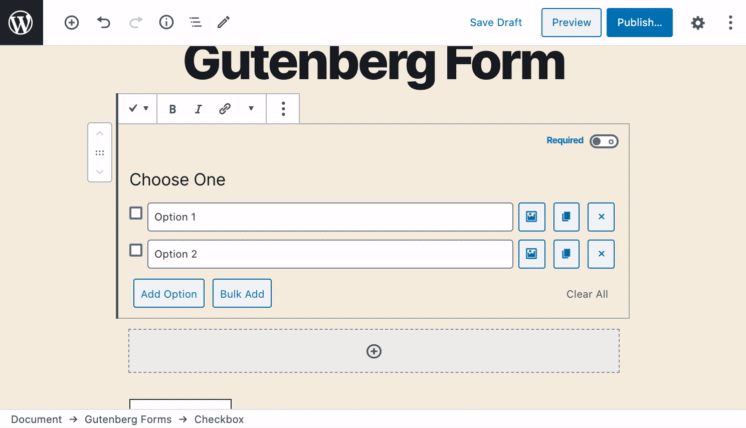 Save Draft Preview Publish...
Gutenberg Form
B I
Required
Choose One
Option 1
Option 2
Add Option Bulk Add Clear All
Document → Gutenberg Forms → Checkbox